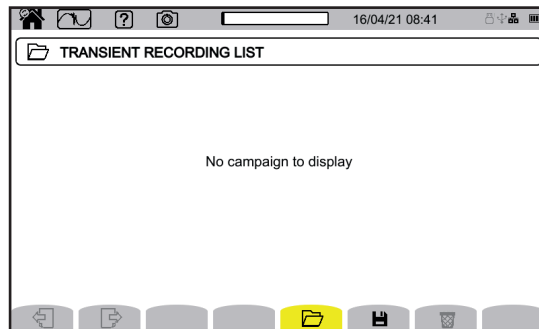 16/04/21 08:41
TRANSIENT RECORDING LIST
No campaign to display